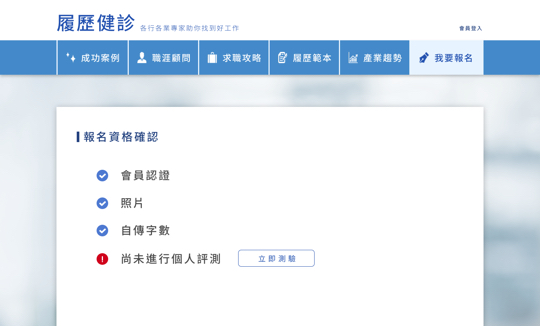 履歷健診
各行各業專家助你找到好工作
會員登入
成功案例
職涯顧問
求職攻略
履歷範本
產業趨勢
我要報名
報名資格確認
會員認證
照片
自傳字數
尚未進行個人評測
立即測驗